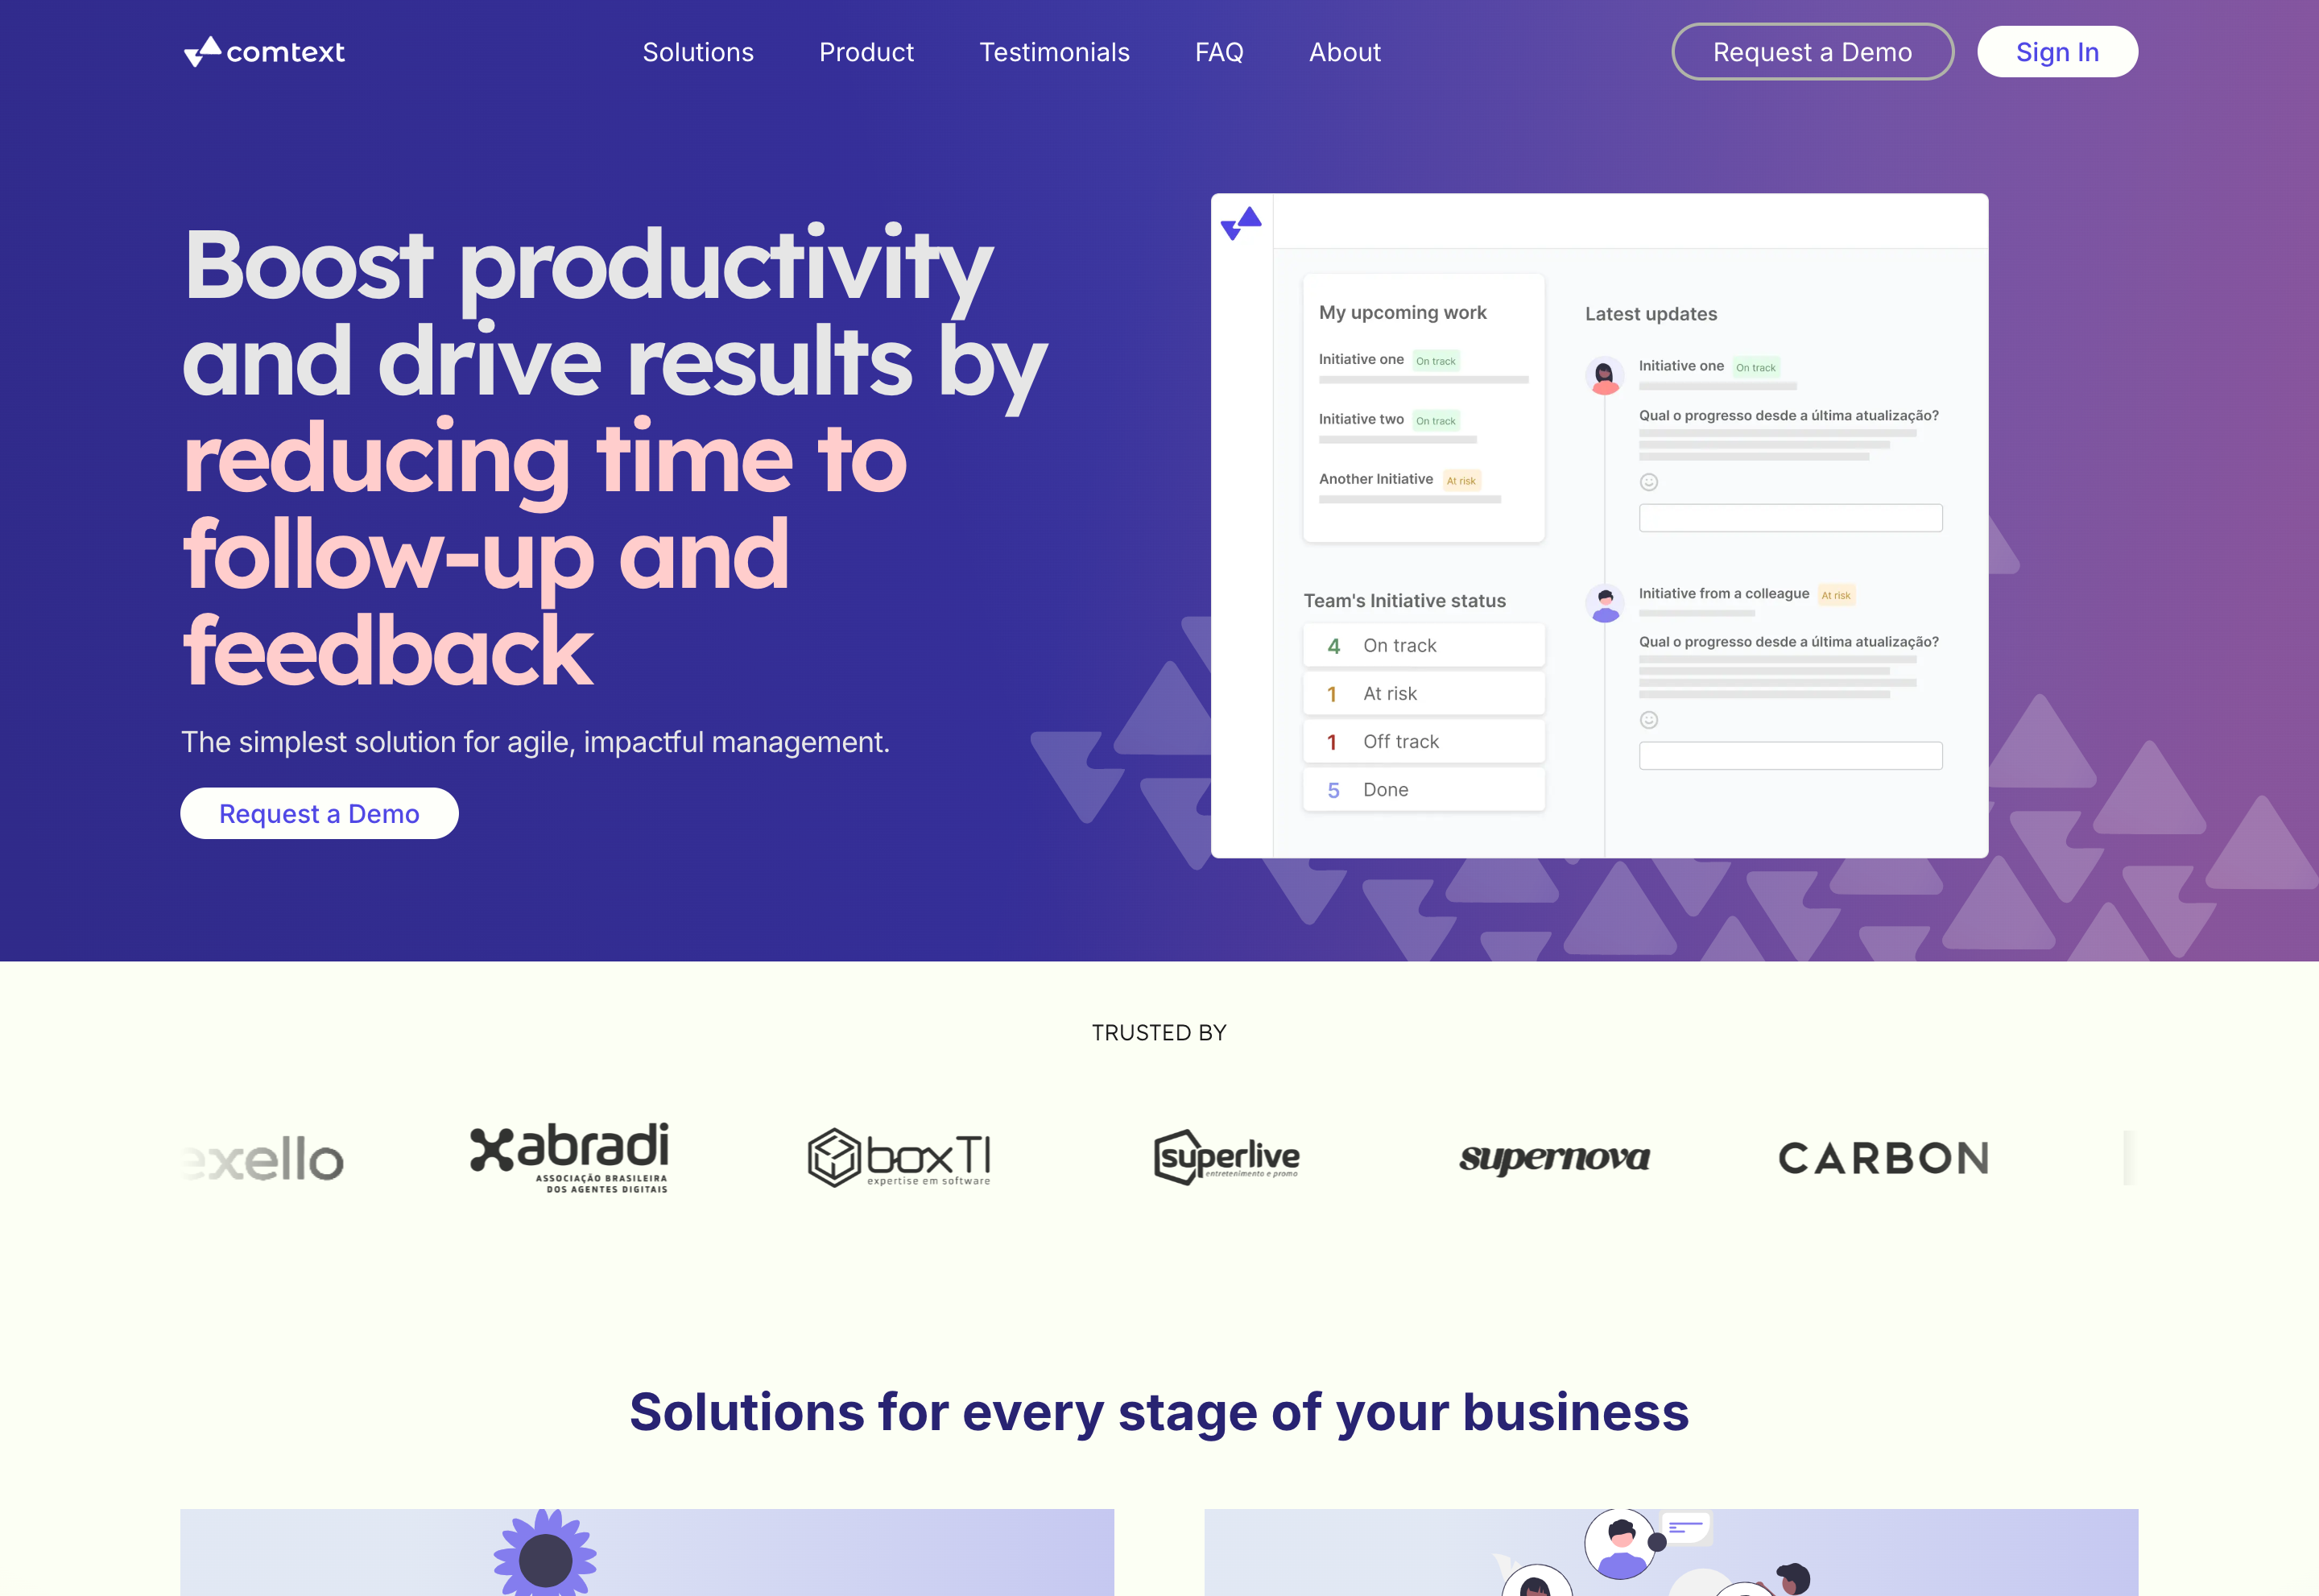 comtext
Solutions
Product
Testimonials
FAQ
About
Request a Demo
Sign In
Boost productivity
and drive results by
reducing time to
follow-up and
feedback
The simplest solution for agile, impactful management.
Request a Demo
My upcoming work
Initiative one On track
Initiative two On track
Another Initiative At risk
Team's Initiative status
4 On track
1 At risk
1 Off track
5 Done
Latest updates
Initiative one On track
Qual o progresso desde a última atualização?
Initiative from a colleague At risk
Qual o progresso desde a última atualização?
TRUSTED BY
exello
abradi
ASSOCIAÇÃO BRASILEIRA
DOS AGENTES DIGITAIS
boxTI
expertise em software
superlive
entretenimento e promo
supernova
CARBON
Solutions for every stage of your business